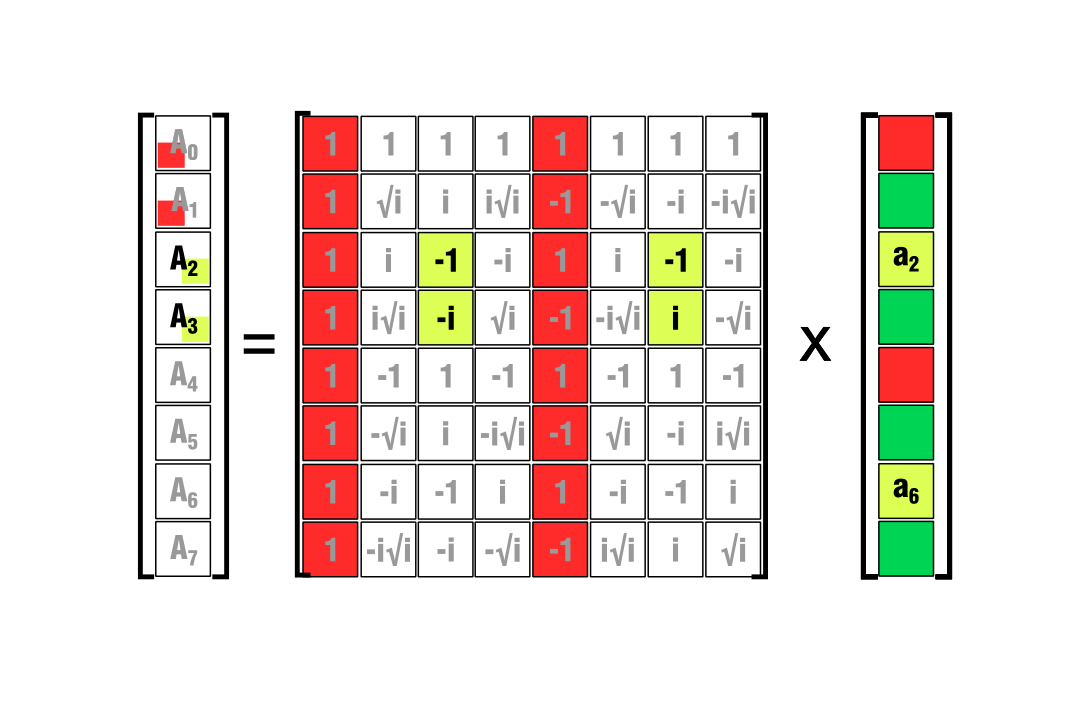 A0 1 1 1 1 1 1 1 1
A1 1 √i i i√i -1 -√i -i -i√i
A2 1 i -1 -i 1 i -1 -i a2
A3 = 1 i√i -i √i -1 -i√i i -√i x
A4 1 -1 1 -1 1 -1 1 -1
A5 1 -√i i -i√i -1 √i -i i√i
A6 1 -i -1 i 1 -i -1 i a6
A7 1 -i√i -i -√i -1 i√i i √i